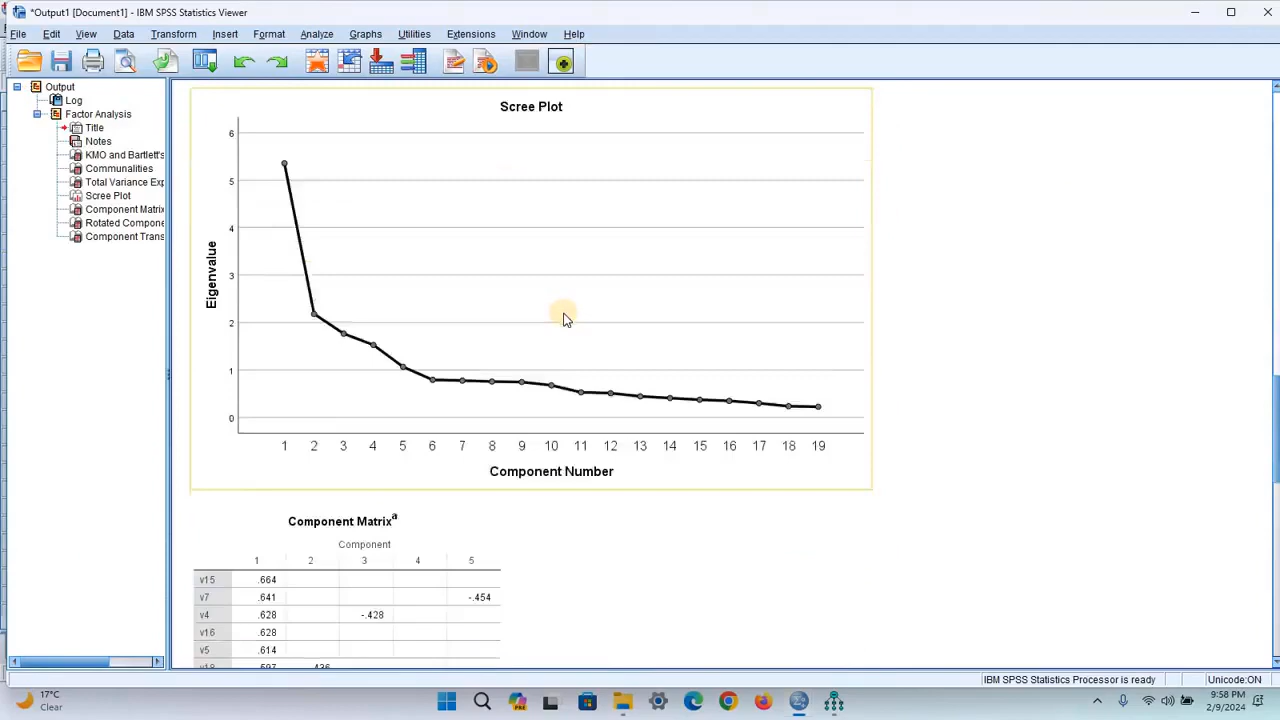 *Output1 [Document1] - IBM SPSS Statistics Viewer
File Edit View Data Transform Insert Format Analyze Graphs Utilities Extensions Window Help
Output
Log
Factor Analysis
Title
Notes
KMO and Bartlett's
Communalities
Total Variance Exp
Scree Plot
Component Matrix
Rotated Compone
Component Trans
Scree Plot
Eigenvalue
6
5
4
3
2
1
0
1 2 3 4 5 6 7 8 9 10 11 12 13 14 15 16 17 18 19
Component Number
Component Matrixa
Component
1 2 3 4 5
v15 .664
v7 .641 -.454
v4 .628 -.428
v16 .628
v5 .614
v18 .597 .436
IBM SPSS Statistics Processor is ready Unicode:ON
17°C
Clear
9:58 PM
2/9/2024